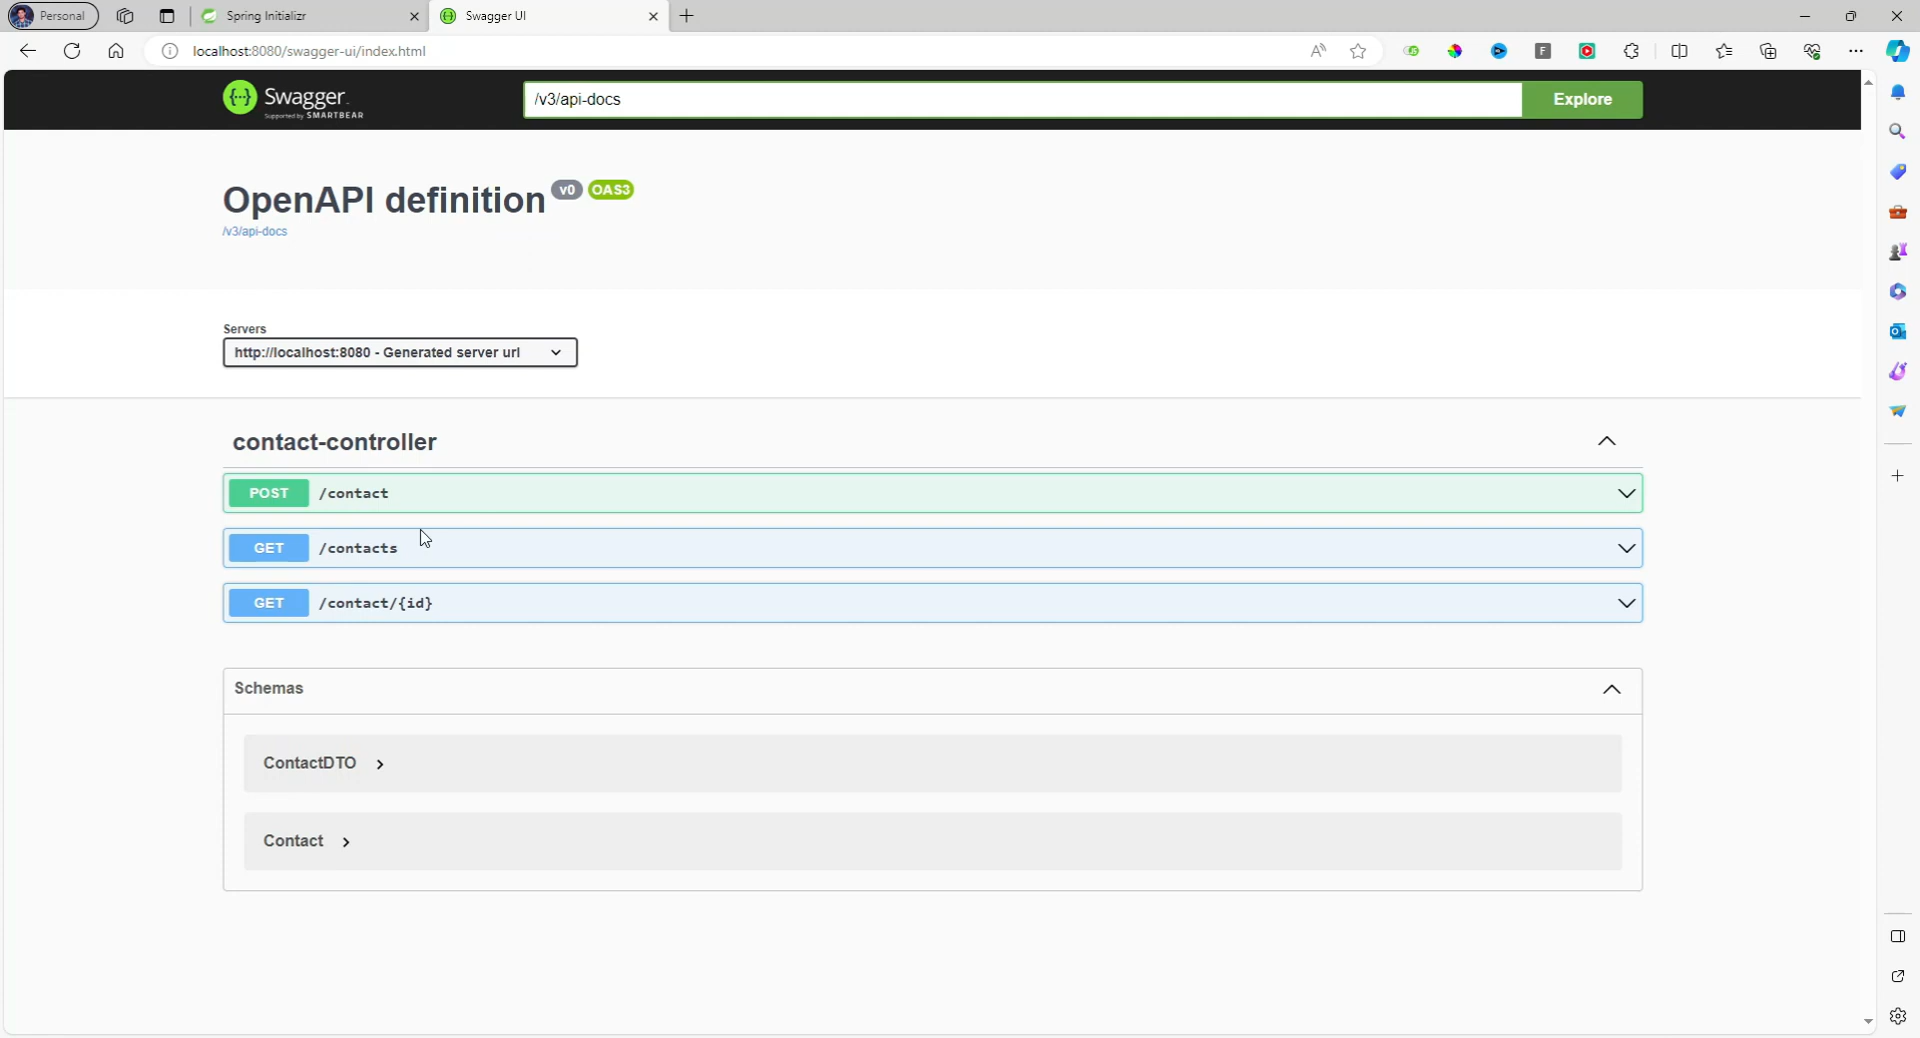 Personal
Spring Initializr
Swagger UI
localhost:8080/swagger-ui/index.html
{...} Swagger.
Supported by SMARTBEAR
/v3/api-docs
Explore
OpenAPI definition v0 OAS3
/v3/api-docs
Servers
http://localhost:8080 - Generated server url
contact-controller
POST /contact
GET /contacts
GET /contact/{id}
Schemas
ContactDTO
Contact